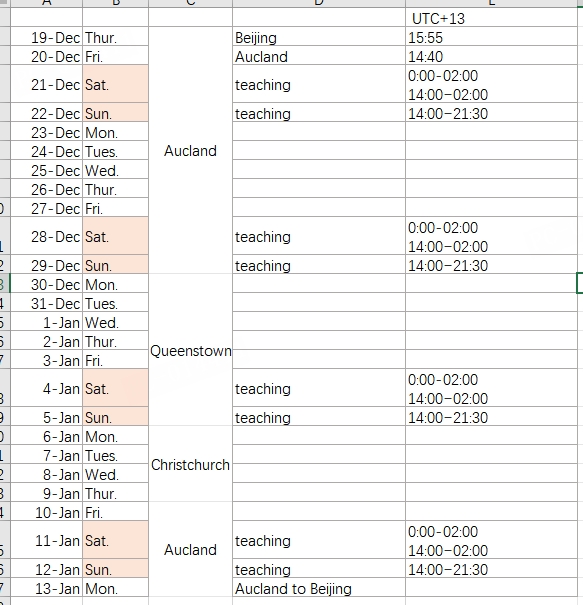 UTC+13
19-Dec Thur. Beijing 15:55
20-Dec Fri. Aucland 14:40
21-Dec Sat. teaching 0:00-02:00
14:00–02:00
22-Dec Sun. teaching 14:00–21:30
23-Dec Mon.
24-Dec Tues. Aucland
25-Dec Wed.
26-Dec Thur.
27-Dec Fri.
28-Dec Sat. teaching 0:00-02:00
14:00–02:00
29-Dec Sun. teaching 14:00–21:30
30-Dec Mon.
31-Dec Tues.
1-Jan Wed.
2-Jan Thur.
Queenstown
3-Jan Fri.
4-Jan Sat. teaching 0:00-02:00
14:00–02:00
5-Jan Sun. teaching 14:00–21:30
6-Jan Mon.
7-Jan Tues.
Christchurch
8-Jan Wed.
9-Jan Thur.
10-Jan Fri.
11-Jan Sat. Aucland teaching 0:00-02:00
14:00–02:00
12-Jan Sun. teaching 14:00–21:30
13-Jan Mon. Aucland to Beijing